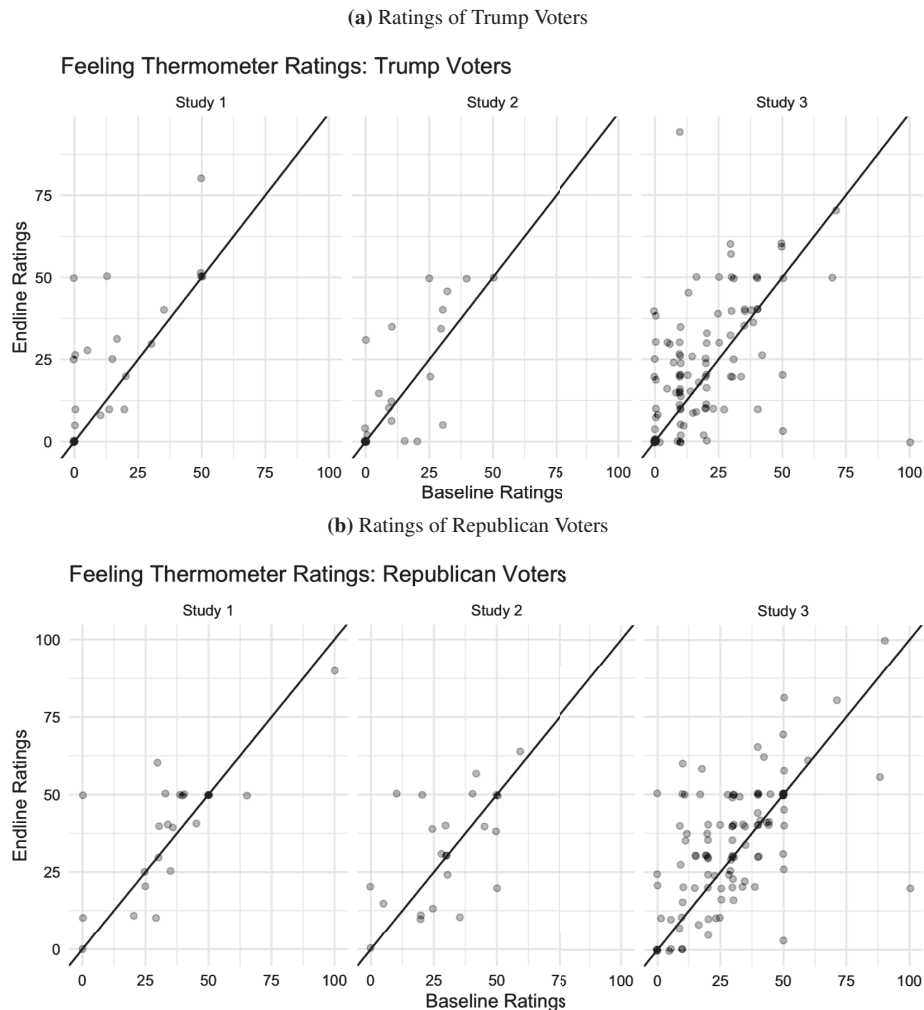 (a) Ratings of Trump Voters
Feeling Thermometer Ratings: Trump Voters
Study 1 Study 2 Study 3
Endline Ratings
75
50
25
0
0 25 50 75 100 0 25 50 75 100 0 25 50 75 100
Baseline Ratings
(b) Ratings of Republican Voters
Feeling Thermometer Ratings: Republican Voters
Study 1 Study 2 Study 3
Endline Ratings
100
75
50
25
0
0 25 50 75 100 0 25 50 75 100 0 25 50 75 100
Baseline Ratings